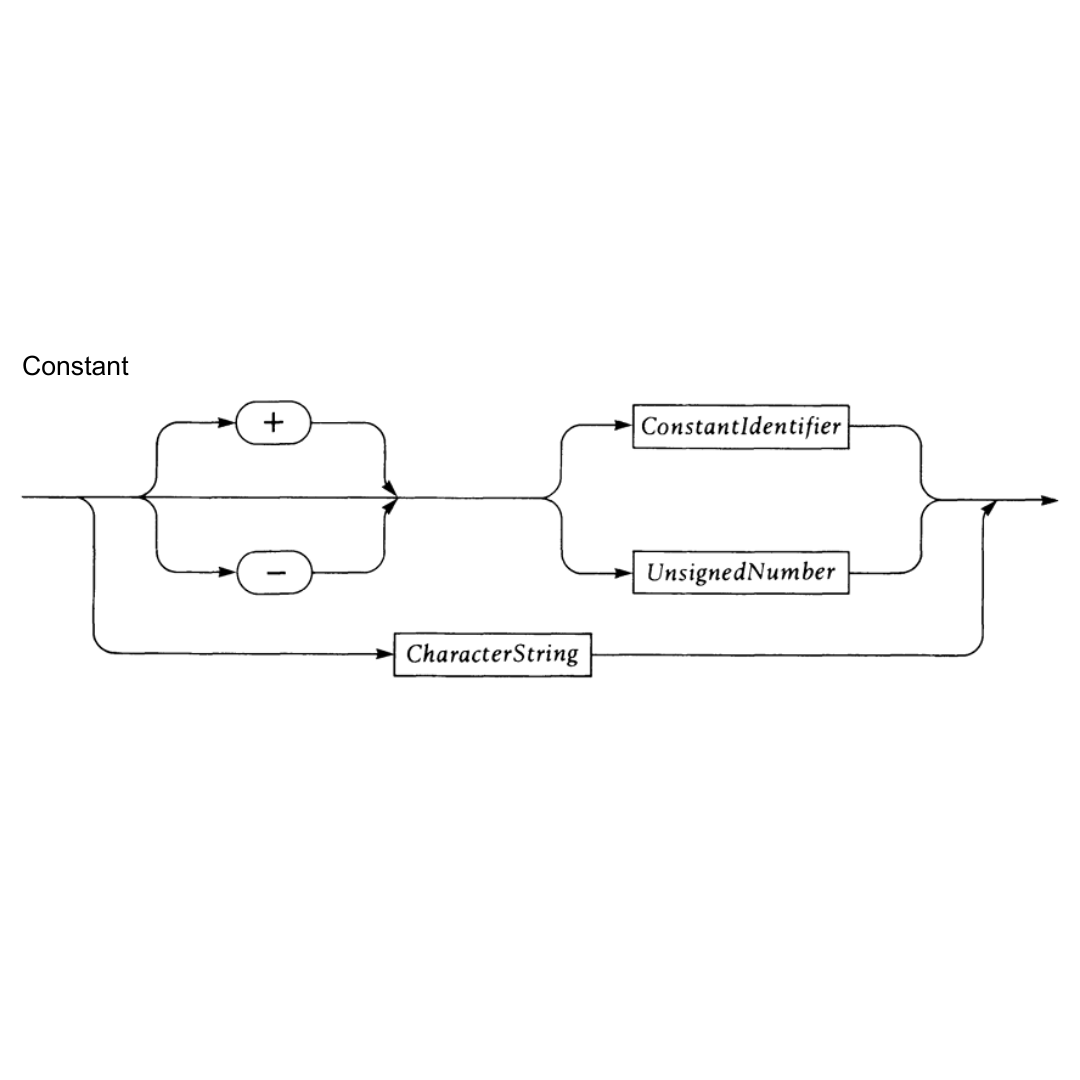 Constant
+
ConstantIdentifier
−
UnsignedNumber
CharacterString